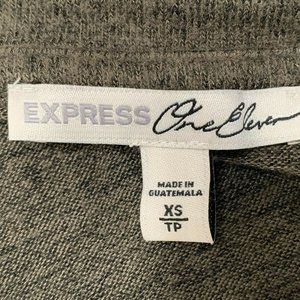 EXPRESS One Eleven
MADE IN
GUATEMALA
XS
TP